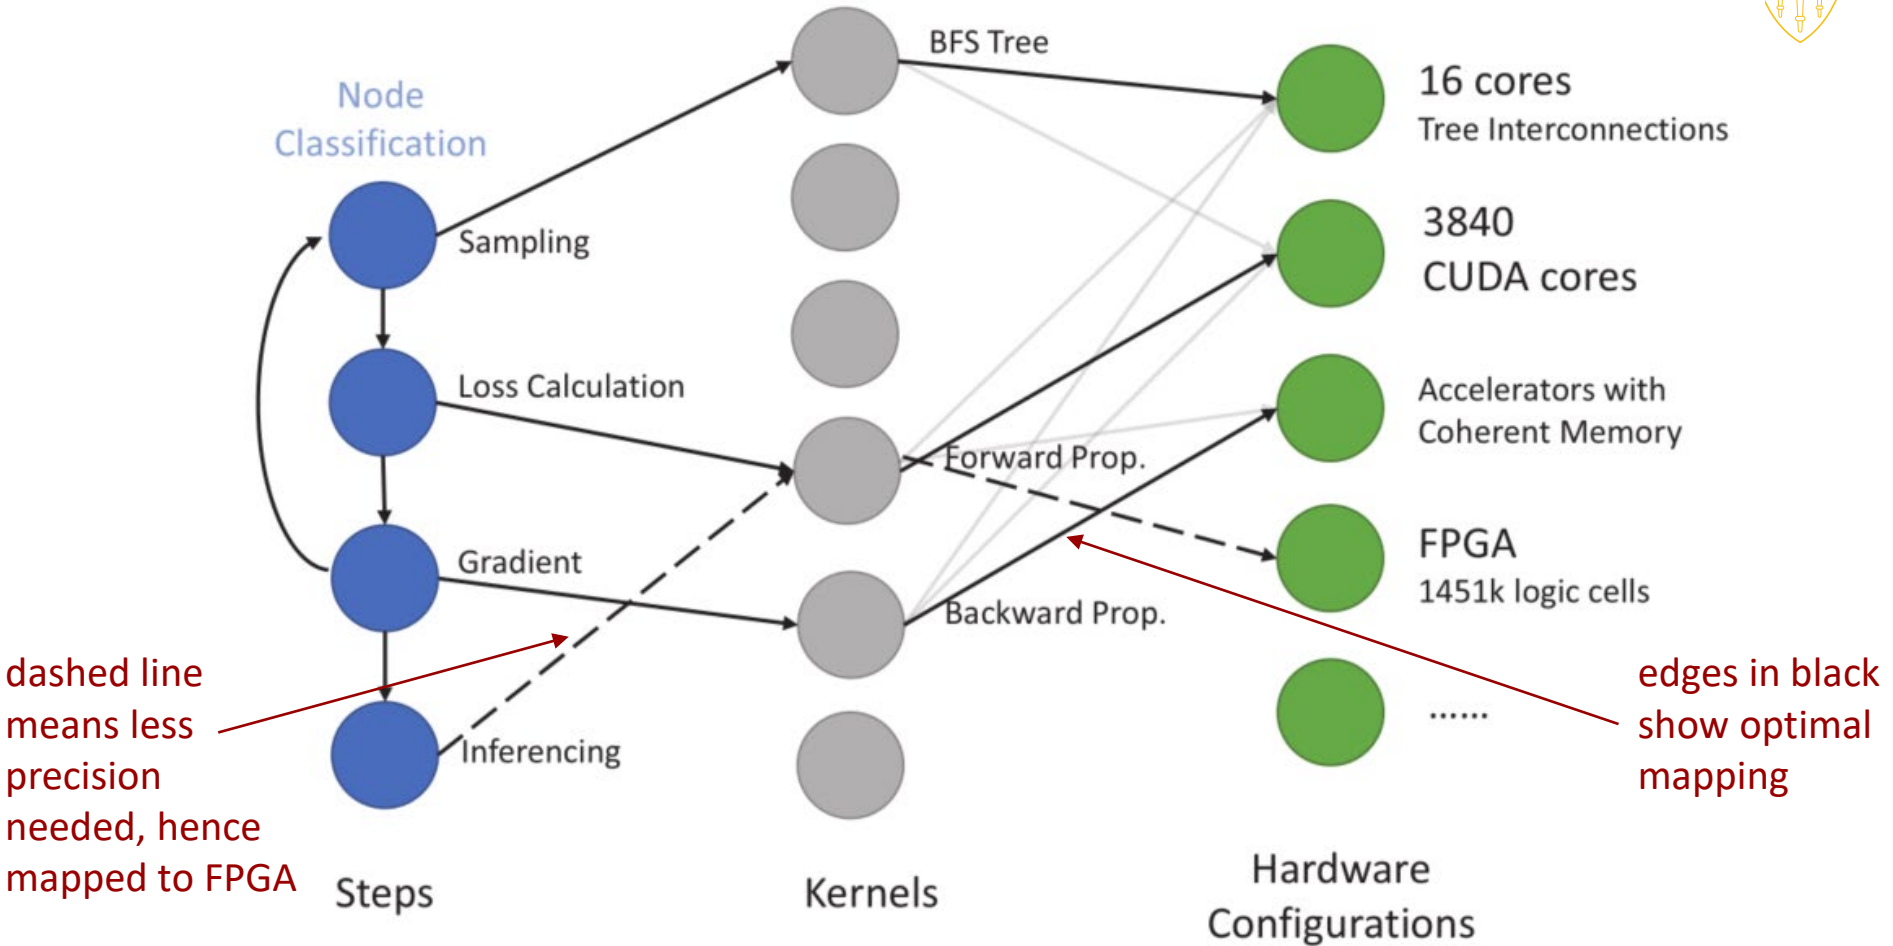 BFS Tree
16 cores
Tree Interconnections
Node
Classification
Sampling
3840
CUDA cores
Loss Calculation
Accelerators with
Coherent Memory
Forward Prop.
Gradient
FPGA
1451k logic cells
Backward Prop.
Inferencing
......
dashed line
means less
precision
needed, hence
mapped to FPGA
edges in black
show optimal
mapping
Steps
Kernels
Hardware
Configurations